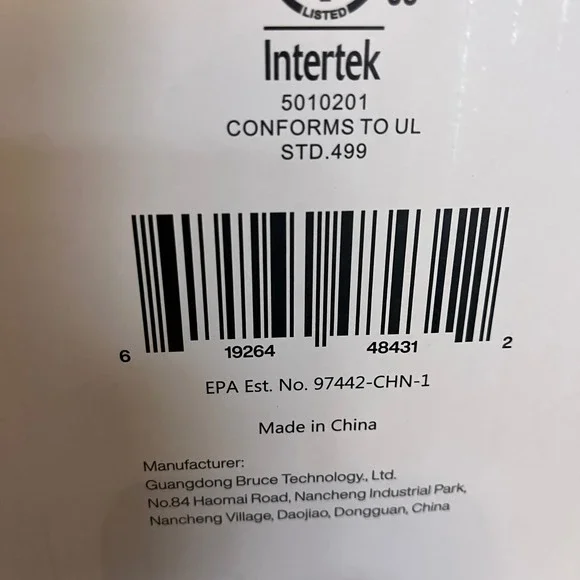 LISTED
Intertek
5010201
CONFORMS TO UL
STD.499
6 19264 48431 2
EPA Est. No. 97442-CHN-1
Made in China
Manufacturer:
Guangdong Bruce Technology., Ltd.
No.84 Haomai Road, Nancheng Industrial Park,
Nancheng Village, Daojiao, Dongguan, China